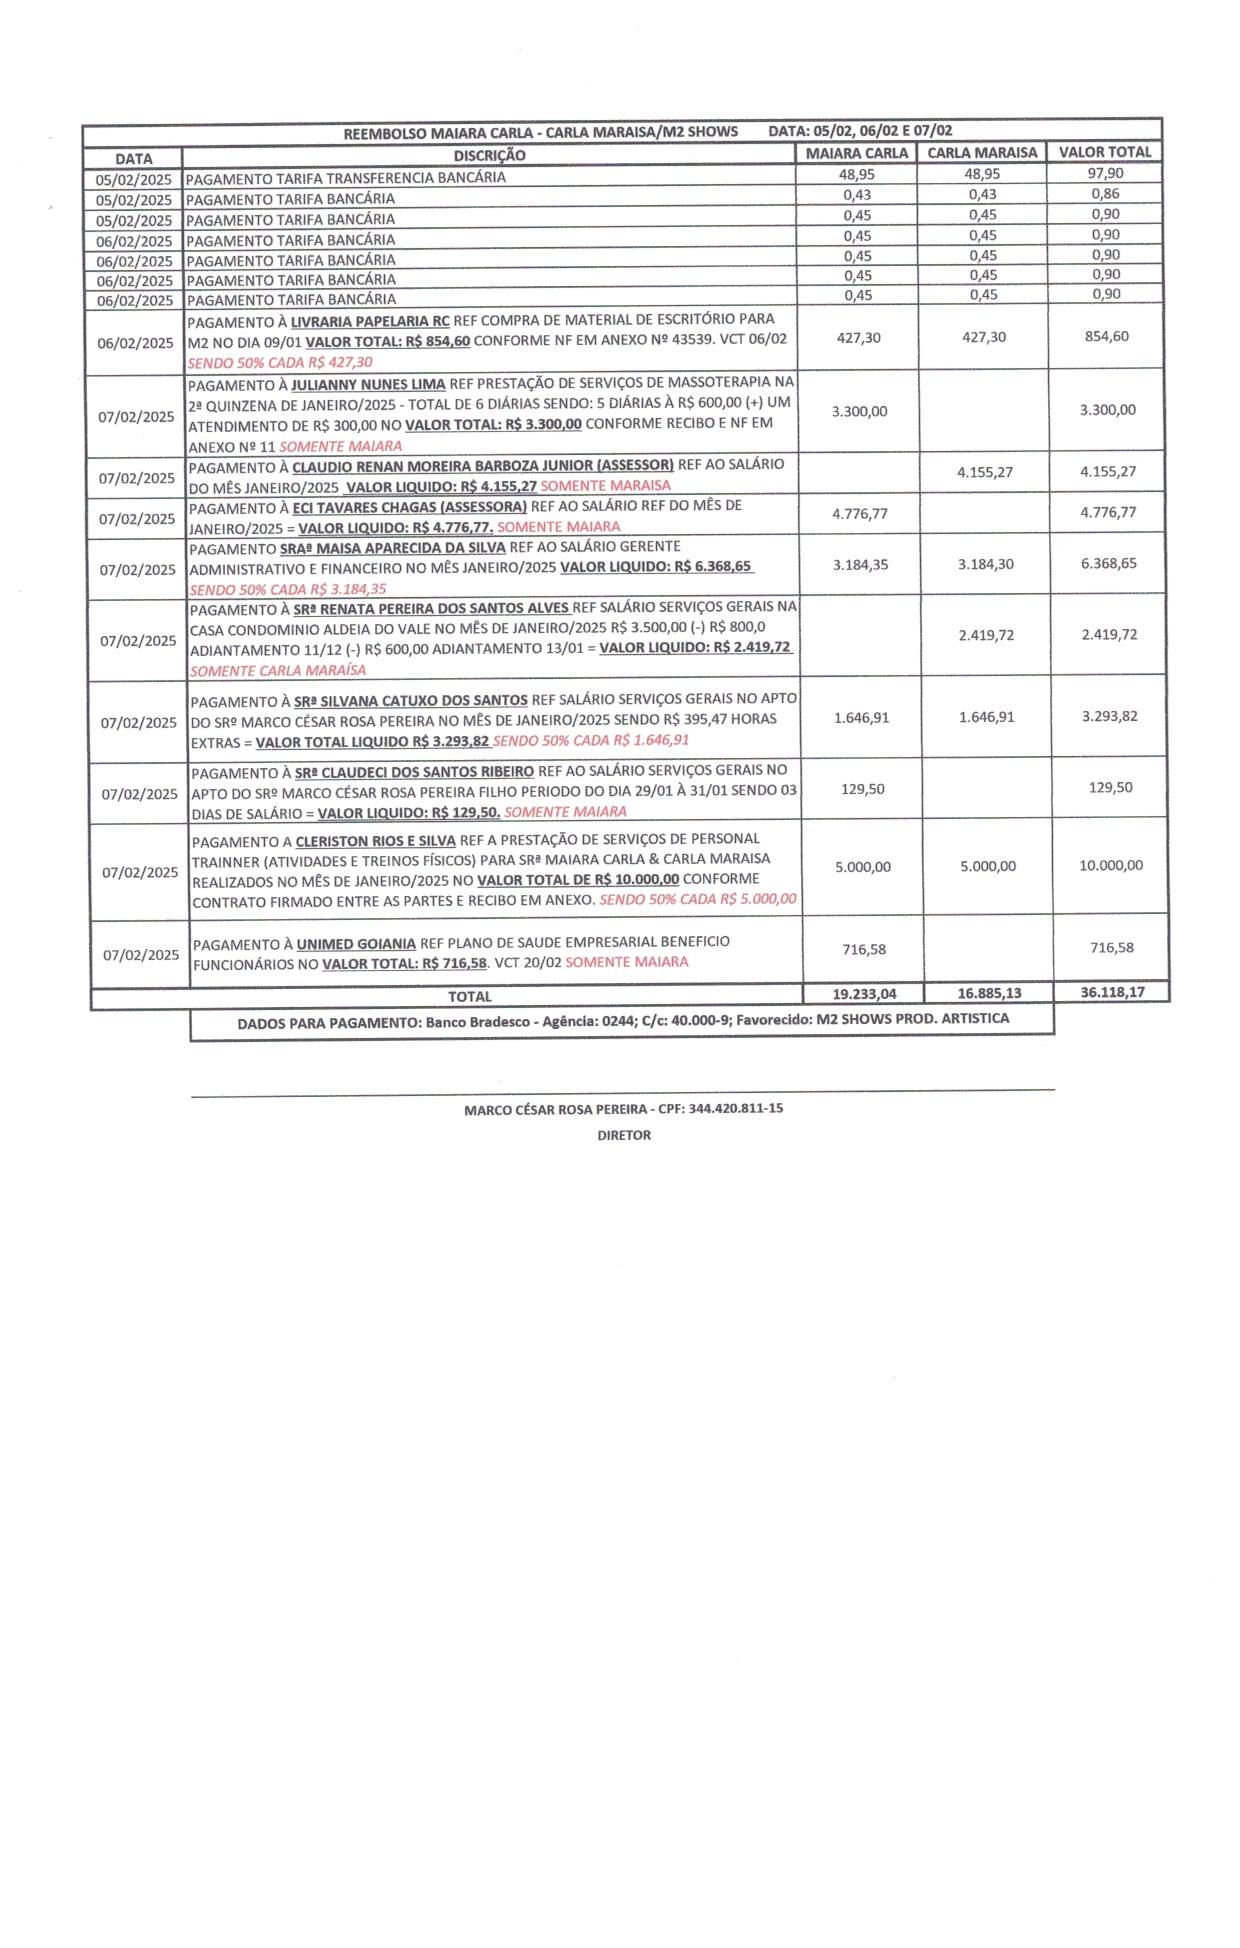 REEMBOLSO MAIARA CARLA - CARLA MARAISA/M2 SHOWS DATA: 05/02, 06/02 E 07/02
DATA DISCRIÇÃO MAIARA CARLA CARLA MARAISA VALOR TOTAL
05/02/2025 PAGAMENTO TARIFA TRANSFERENCIA BANCÁRIA 48,95 48,95 97,90
05/02/2025 PAGAMENTO TARIFA BANCÁRIA 0,43 0,43 0,86
05/02/2025 PAGAMENTO TARIFA BANCÁRIA 0,45 0,45 0,90
06/02/2025 PAGAMENTO TARIFA BANCÁRIA 0,45 0,45 0,90
06/02/2025 PAGAMENTO TARIFA BANCÁRIA 0,45 0,45 0,90
06/02/2025 PAGAMENTO TARIFA BANCÁRIA 0,45 0,45 0,90
06/02/2025 PAGAMENTO TARIFA BANCÁRIA 0,45 0,45 0,90
PAGAMENTO À LIVRARIA PAPELARIA RC REF COMPRA DE MATERIAL DE ESCRITÓRIO PARA
06/02/2025 M2 NO DIA 09/01 VALOR TOTAL: R$ 854,60 CONFORME NF EM ANEXO Nº 43539. VCT 06/02 427,30 427,30 854,60
SENDO 50% CADA R$ 427,30
PAGAMENTO À JULIANNY NUNES LIMA REF PRESTAÇÃO DE SERVIÇOS DE MASSOTERAPIA NA
07/02/2025 2ª QUINZENA DE JANEIRO/2025 - TOTAL DE 6 DIÁRIAS SENDO: 5 DIÁRIAS À R$ 600,00 (+) UM 3.300,00 3.300,00
ATENDIMENTO DE R$ 300,00 NO VALOR TOTAL: R$ 3.300,00 CONFORME RECIBO E NF EM
ANEXO Nº 11 SOMENTE MAIARA
07/02/2025 PAGAMENTO À CLAUDIO RENAN MOREIRA BARBOZA JUNIOR (ASSESSOR) REF AO SALÁRIO 4.155,27 4.155,27
DO MÊS JANEIRO/2025 VALOR LIQUIDO: R$ 4.155,27 SOMENTE MARAISA
07/02/2025 PAGAMENTO À ECI TAVARES CHAGAS (ASSESSORA) REF AO SALÁRIO REF DO MÊS DE 4.776,77 4.776,77
JANEIRO/2025 = VALOR LIQUIDO: R$ 4.776,77. SOMENTE MAIARA
PAGAMENTO SRAª MAISA APARECIDA DA SILVA REF AO SALÁRIO GERENTE
07/02/2025 ADMINISTRATIVO E FINANCEIRO NO MÊS JANEIRO/2025 VALOR LIQUIDO: R$ 6.368,65 3.184,35 3.184,30 6.368,65
SENDO 50% CADA R$ 3.184,35
PAGAMENTO À SRª RENATA PEREIRA DOS SANTOS ALVES REF SALÁRIO SERVIÇOS GERAIS NA
07/02/2025 CASA CONDOMINIO ALDEIA DO VALE NO MÊS DE JANEIRO/2025 R$ 3.500,00 (-) R$ 800,0 2.419,72 2.419,72
ADIANTAMENTO 11/12 (-) R$ 600,00 ADIANTAMENTO 13/01 = VALOR LIQUIDO: R$ 2.419,72
SOMENTE CARLA MARAÍSA
PAGAMENTO À SRª SILVANA CATUXO DOS SANTOS REF SALÁRIO SERVIÇOS GERAIS NO APTO
07/02/2025 DO SRº MARCO CÉSAR ROSA PEREIRA NO MÊS DE JANEIRO/2025 SENDO R$ 395,47 HORAS 1.646,91 1.646,91 3.293,82
EXTRAS = VALOR TOTAL LIQUIDO R$ 3.293,82 SENDO 50% CADA R$ 1.646,91
PAGAMENTO À SRª CLAUDECI DOS SANTOS RIBEIRO REF AO SALÁRIO SERVIÇOS GERAIS NO
07/02/2025 APTO DO SRº MARCO CÉSAR ROSA PEREIRA FILHO PERIODO DO DIA 29/01 À 31/01 SENDO 03 129,50 129,50
DIAS DE SALÁRIO = VALOR LIQUIDO: R$ 129,50. SOMENTE MAIARA
PAGAMENTO A CLERISTON RIOS E SILVA REF A PRESTAÇÃO DE SERVIÇOS DE PERSONAL
07/02/2025 TRAINNER (ATIVIDADES E TREINOS FÍSICOS) PARA SRª MAIARA CARLA & CARLA MARAISA 5.000,00 5.000,00 10.000,00
REALIZADOS NO MÊS DE JANEIRO/2025 NO VALOR TOTAL DE R$ 10.000,00 CONFORME
CONTRATO FIRMADO ENTRE AS PARTES E RECIBO EM ANEXO. SENDO 50% CADA R$ 5.000,00
07/02/2025 PAGAMENTO À UNIMED GOIANIA REF PLANO DE SAUDE EMPRESARIAL BENEFICIO 716,58 716,58
FUNCIONÁRIOS NO VALOR TOTAL: R$ 716,58. VCT 20/02 SOMENTE MAIARA
TOTAL 19.233,04 16.885,13 36.118,17
DADOS PARA PAGAMENTO: Banco Bradesco - Agência: 0244; C/c: 40.000-9; Favorecido: M2 SHOWS PROD. ARTISTICA
MARCO CÉSAR ROSA PEREIRA - CPF: 344.420.811-15
DIRETOR